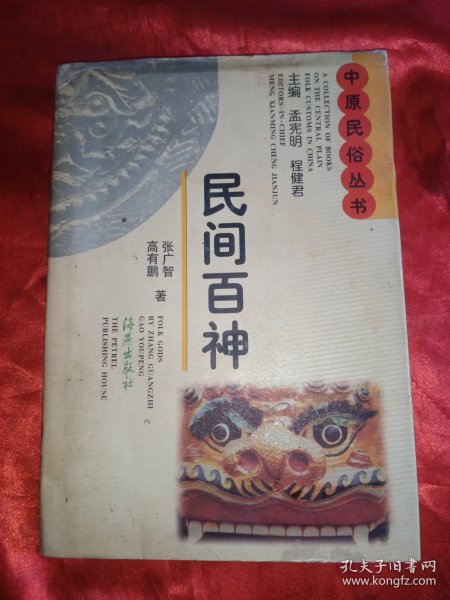 中原民俗丛书
A COLLECTION OF BOOKS
ON THE CENTRAL PLAIN
FOLK CUSTOMS IN CHINA
主编 孟宪明 程健君
EDITORS-IN-CHIEF
MENG XIANMING CHENG JIANJUN
民间百神
张广智
高有鹏 著
FOLK GODS
BY ZHANG GUANGZHI
GAO YOUPENG
海燕出版社
THE PETREL
PUBLISHING HOUSE
孔夫子旧书网
www.kongfz.com